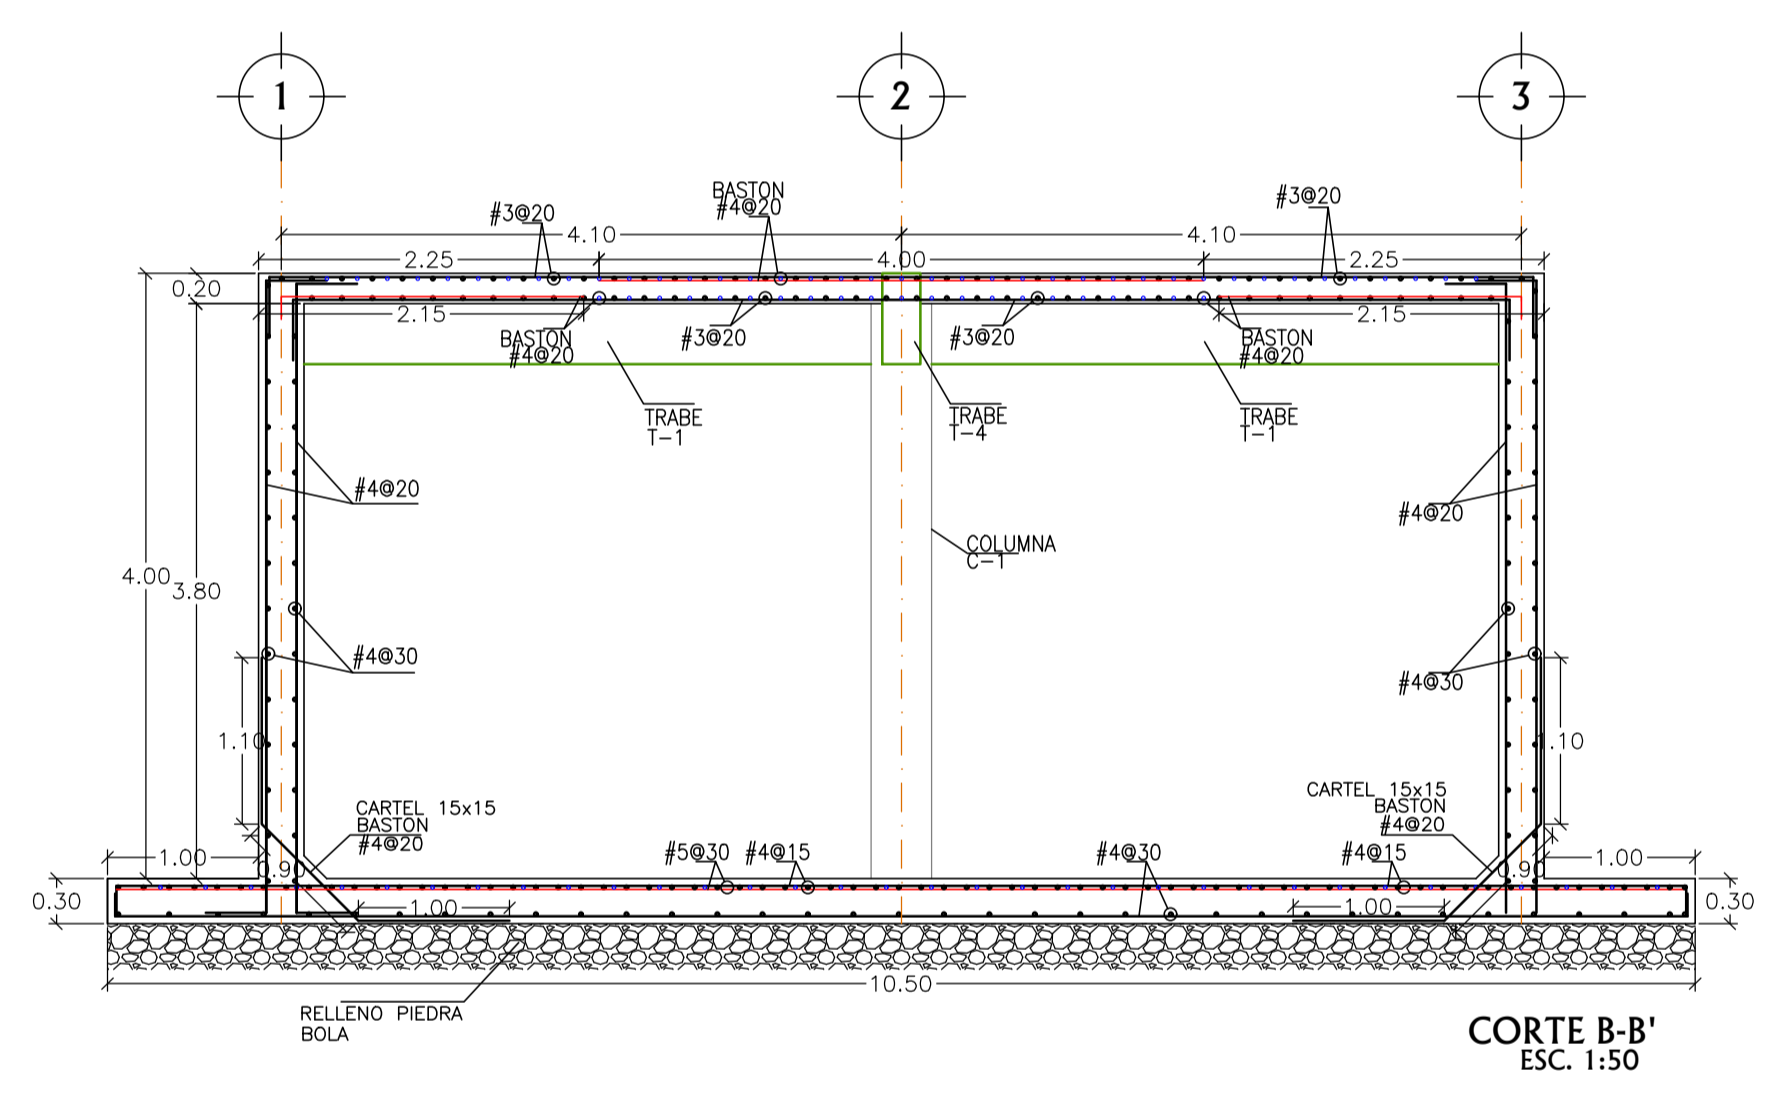 1
2
3
BASTON
#4@20
#3@20
#3@20
4.10
4.10
2.25
4.00
2.25
0.20
2.15
2.15
BASTON
#4@20
#3@20
#3@20
BASTON
#4@20
TRABE
T-1
TRABE
T-4
TRABE
T-1
#4@20
#4@20
COLUMNA
C-1
4.00
3.80
#4@30
#4@30
1.10
1.10
CARTEL 15x15
BASTON
#4@20
CARTEL 15x15
BASTON
#4@20
1.00
0.90
#5@30
#4@15
#4@30
#4@15
0.90
1.00
0.30
1.00
1.00
0.30
10.50
RELLENO PIEDRA
BOLA
CORTE B-B'
ESC. 1:50